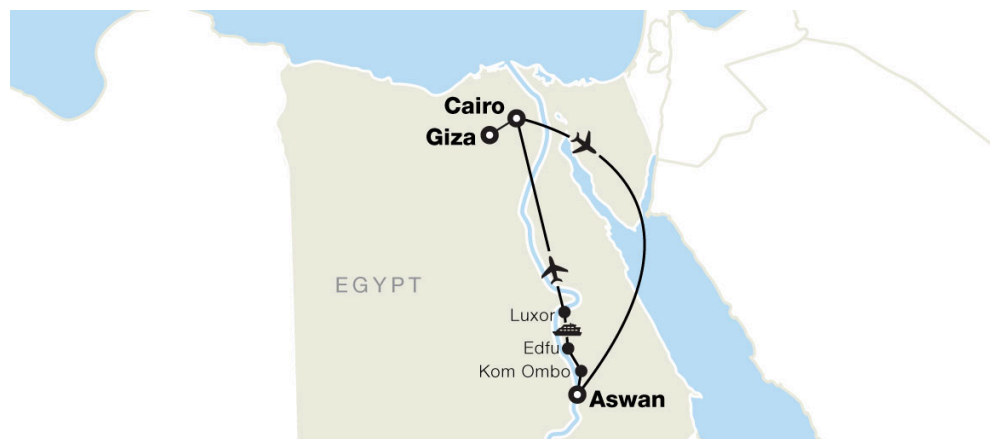 Cairo
Giza
EGYPT
Luxor
Edfu
Kom Ombo
Aswan